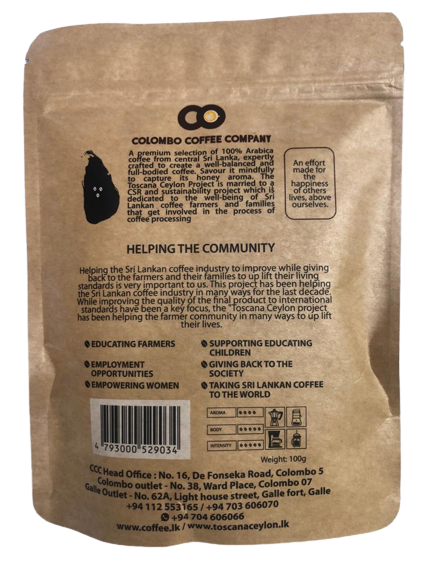 CO
COLOMBO COFFEE COMPANY
A premium selection of 100% Arabica
coffee from central Sri Lanka, expertly
crafted to create a well-balanced and
full-bodied coffee. Savour it mindfully
to capture its honey aroma. The
Toscana Ceylon Project is married to a
CSR and sustainability project which is
dedicated to the well-being of Sri
Lankan coffee farmers and families
that get involved in the process of
coffee processing
An effort
made for
the
happiness
of others
lives, above
ourselves.
HELPING THE COMMUNITY
Helping the Sri Lankan coffee industry to improve while giving
back to the farmers and their families to up lift their living
standards is very important to us. This project has been helping
the Sri Lankan coffee industry in many ways for the last decade.
While improving the quality of the final product to international
standards have been a key focus, the "Toscana Ceylon project
has been helping the farmer community in many ways to up lift
their lives.
EDUCATING FARMERS
EMPLOYMENT
OPPORTUNITIES
EMPOWERING WOMEN
SUPPORTING EDUCATING
CHILDREN
GIVING BACK TO THE
SOCIETY
TAKING SRI LANKAN COFFEE
TO THE WORLD
4 793000 529034
AROMA
BODY
INTENSITY
Weight: 100g
CCC Head Office : No. 16, De Fonseka Road, Colombo 5
Colombo outlet - No. 38, Ward Place, Colombo 07
Galle Outlet - No. 62A, Light house street, Galle fort, Galle
+94 112 553165 / +94 703 606070
+94 704 606066
www.coffee.lk / www.toscanaceylon.lk